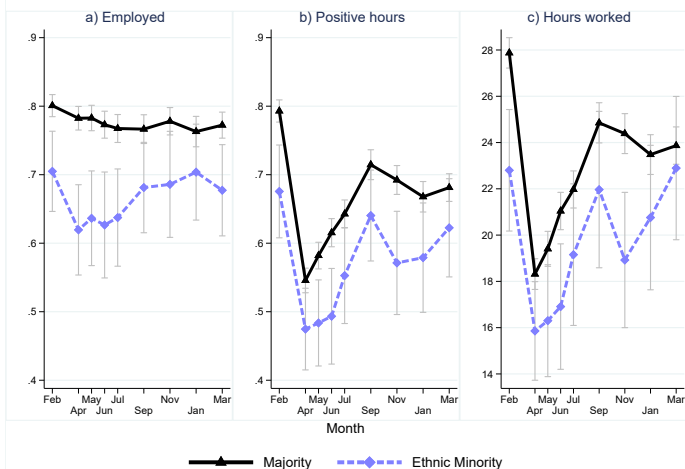 a) Employed
b) Positive hours
c) Hours worked
.9
.8
.7
.6
.5
.4
Feb
Apr
May
Jun
Jul
Sep
Nov
Jan
Mar
.9
.8
.7
.6
.5
.4
Feb
Apr
May
Jun
Jul
Sep
Nov
Jan
Mar
28
26
24
22
20
18
16
14
Feb
Apr
May
Jun
Jul
Sep
Nov
Jan
Mar
Month
Majority
Ethnic Minority